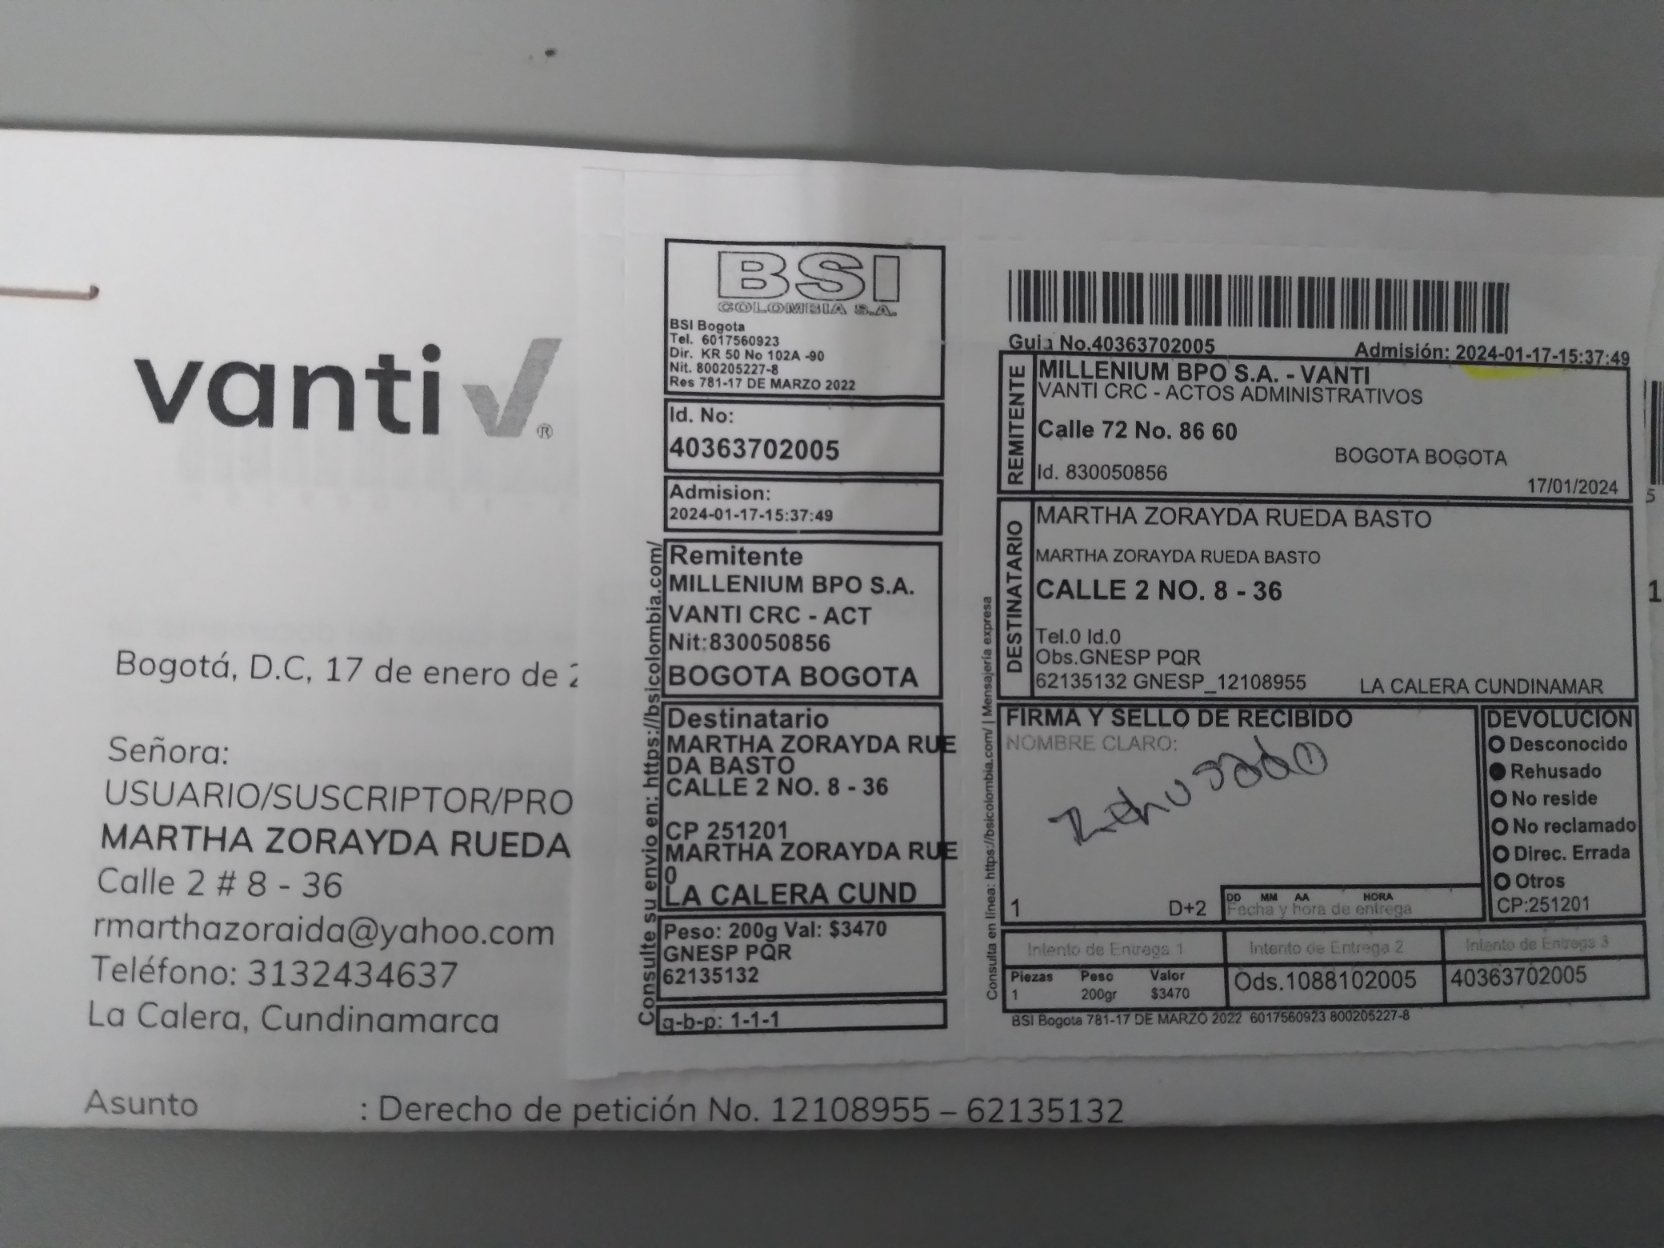 vanti
®
Bogotá, D.C, 17 de enero de
Señora:
USUARIO/SUSCRIPTOR/PRO
MARTHA ZORAYDA RUEDA
Calle 2 # 8 - 36
rmarthazoraida@yahoo.com
Teléfono: 3132434637
La Calera, Cundinamarca
Asunto : Derecho de petición No. 12108955 – 62135132
BSI
COLOMBIA S.A.
BSI Bogota
Tel. 6017560923
Dir. KR 50 No 102A -90
Nit. 800205227-8
Res 781-17 DE MARZO 2022
Id. No:
40363702005
Admision:
2024-01-17-15:37:49
Remitente
MILLENIUM BPO S.A.
VANTI CRC - ACT
Nit:830050856
BOGOTA BOGOTA
Destinatario
MARTHA ZORAYDA RUE
DA BASTO
CALLE 2 NO. 8 - 36
CP 251201
MARTHA ZORAYDA RUE
0
LA CALERA CUND
Peso: 200g Val: $3470
GNESP PQR
62135132
q-b-p: 1-1-1
Consulte su envio en: https://bsicolombia.com/
Guia No.40363702005
Admisión: 2024-01-17-15:37:49
REMITENTE
MILLENIUM BPO S.A. - VANTI
VANTI CRC - ACTOS ADMINISTRATIVOS
Calle 72 No. 86 60
BOGOTA BOGOTA
Id. 830050856
17/01/2024
DESTINATARIO
MARTHA ZORAYDA RUEDA BASTO
MARTHA ZORAYDA RUEDA BASTO
CALLE 2 NO. 8 - 36
Tel.0 Id.0
Obs.GNESP PQR
62135132 GNESP_12108955
LA CALERA CUNDINAMAR
FIRMA Y SELLO DE RECIBIDO
NOMBRE CLARO:
Rehusado
1
D+2
DD MM AA HORA
Fecha y hora de entrega
DEVOLUCION
Desconocido
Rehusado
No reside
No reclamado
Direc. Errada
Otros
CP:251201
Intento de Entrega 1
Intento de Entrega 2
Intento de Entrega 3
Piezas Peso Valor
1 200gr $3470
Ods.1088102005
40363702005
BSI Bogota 781-17 DE MARZO 2022 6017560923 800205227-8
Consulta en línea: https://bsicolombia.com/ | Mensajería expresa
5
1